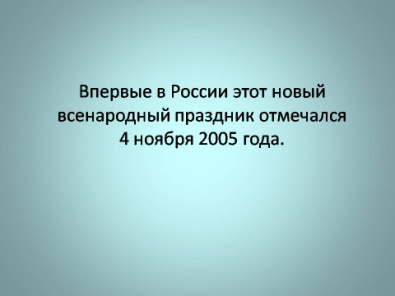 Впервые в России этот новый
всенародный праздник отмечался
4 ноября 2005 года.